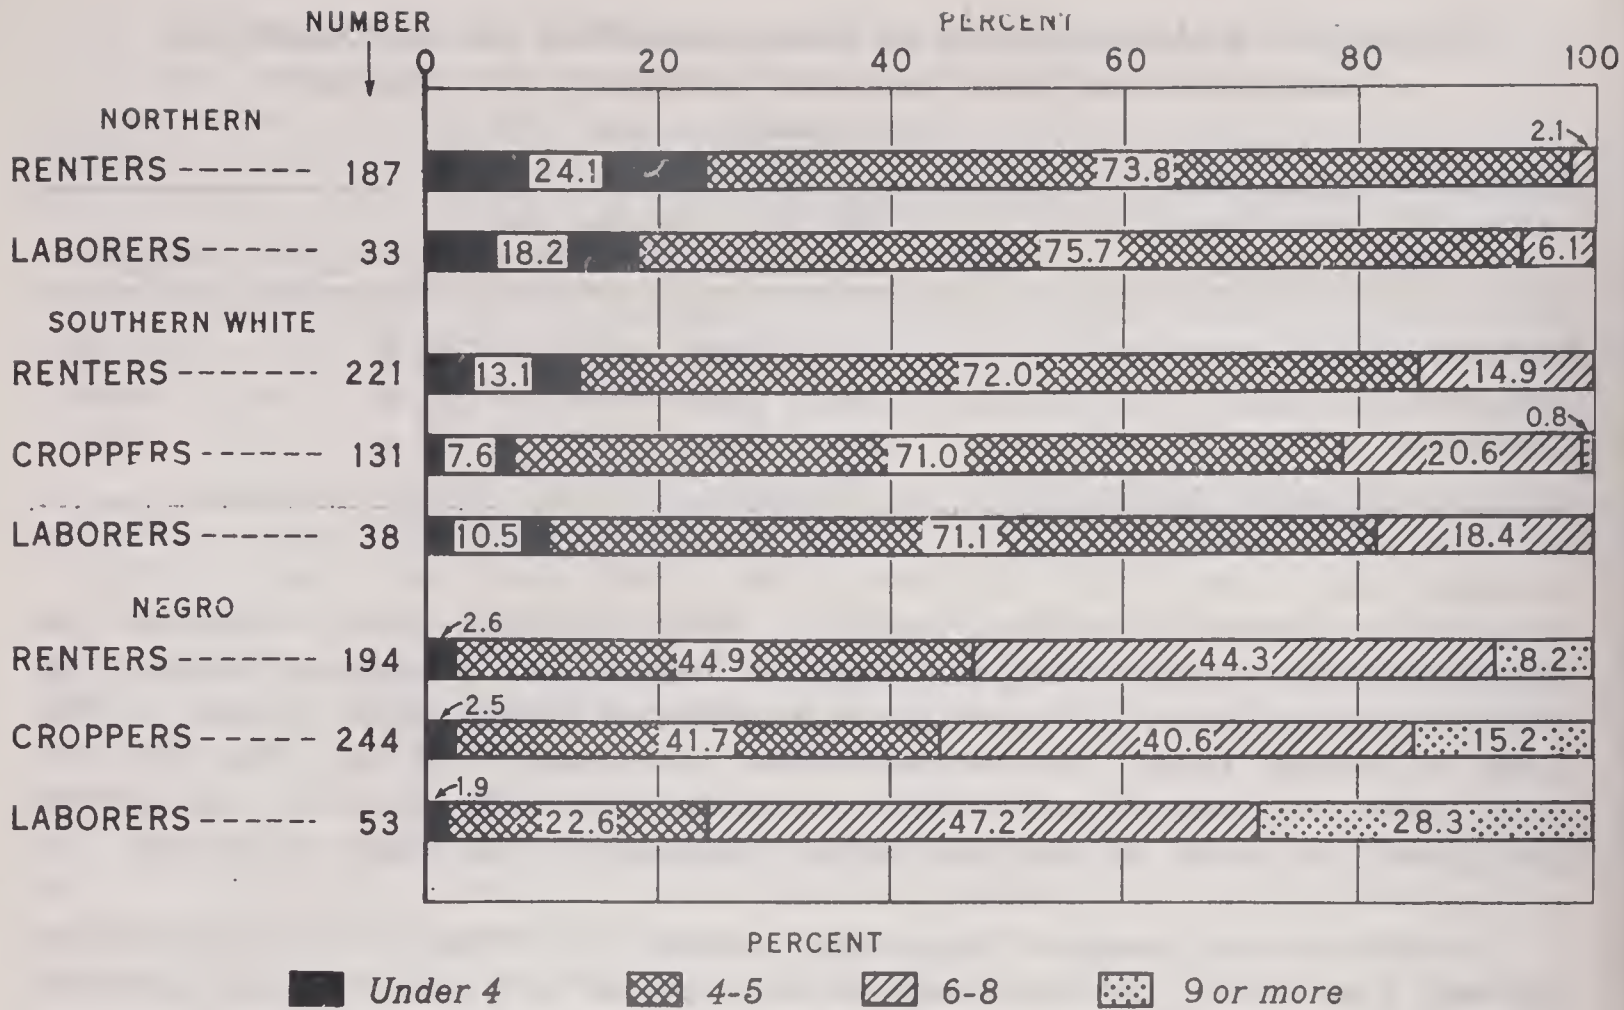 NUMBER PERCENT
0 20 40 60 80 100
NORTHERN 2.1
RENTERS ------ 187 24.1 73.8
LABORERS ------ 33 18.2 75.7 6.1
SOUTHERN WHITE
RENTERS ------- 221 13.1 72.0 14.9
0.8
CROPPERS ------ 131 7.6 71.0 20.6
LABORERS ------ 38 10.5 71.1 18.4
NEGRO
2.6
RENTERS ------- 194 44.9 44.3 8.2
2.5
CROPPERS ----- 244 41.7 40.6 15.2
1.9
LABORERS ------ 53 22.6 47.2 28.3
PERCENT
Under 4 4-5 6-8 9 or more